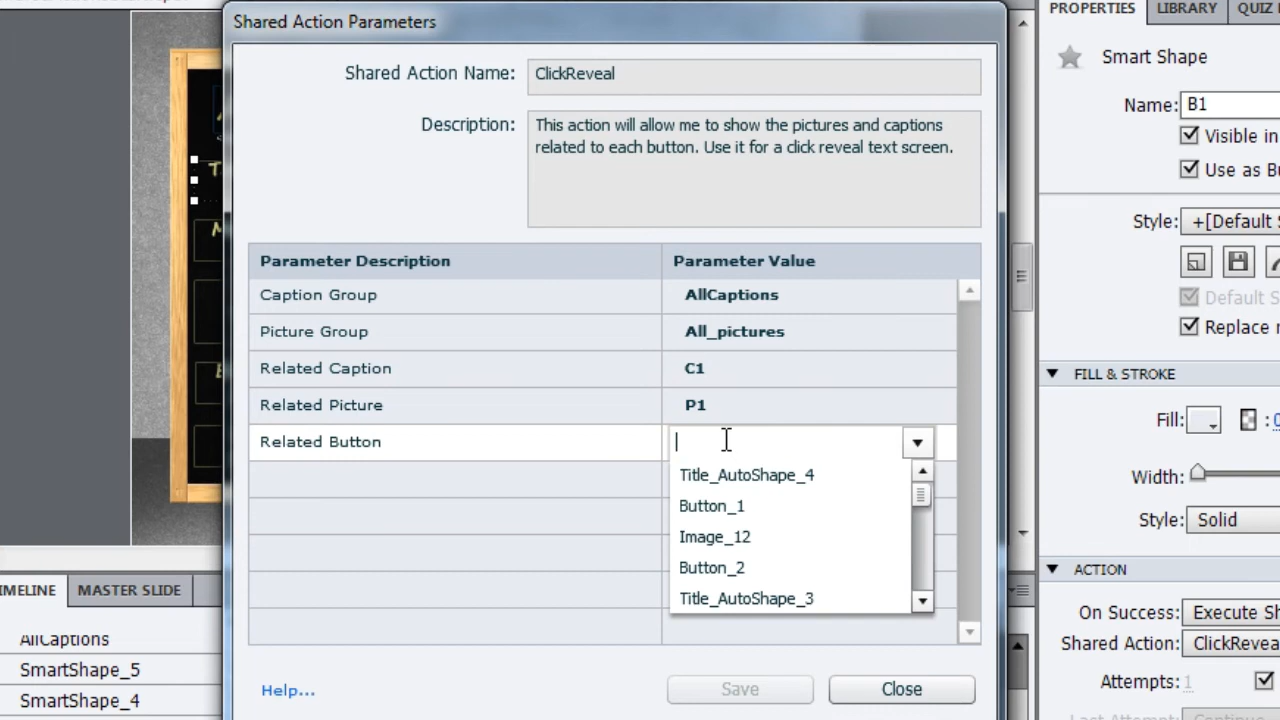 Shared Action Parameters
PROPERTIES
LIBRARY
QUIZ
Shared Action Name:
ClickReveal
Smart Shape
Name:
B1
Description:
This action will allow me to show the pictures and captions
related to each button. Use it for a click reveal text screen.
Visible in
Use as Bu
Style:
+[Default S
Parameter Description
Parameter Value
Caption Group
AllCaptions
Default S
Picture Group
All_pictures
Replace
Related Caption
C1
FILL & STROKE
Related Picture
P1
Fill:
Related Button
Title_AutoShape_4
Width:
Button_1
Style:
Solid
Image_12
Button_2
ACTION
Title_AutoShape_3
On Success:
Execute Sh
IMELINE
MASTER SLIDE
AllCaptions
Shared Action:
ClickRevea
SmartShape_5
Attempts:
1
SmartShape_4
Help...
Save
Close